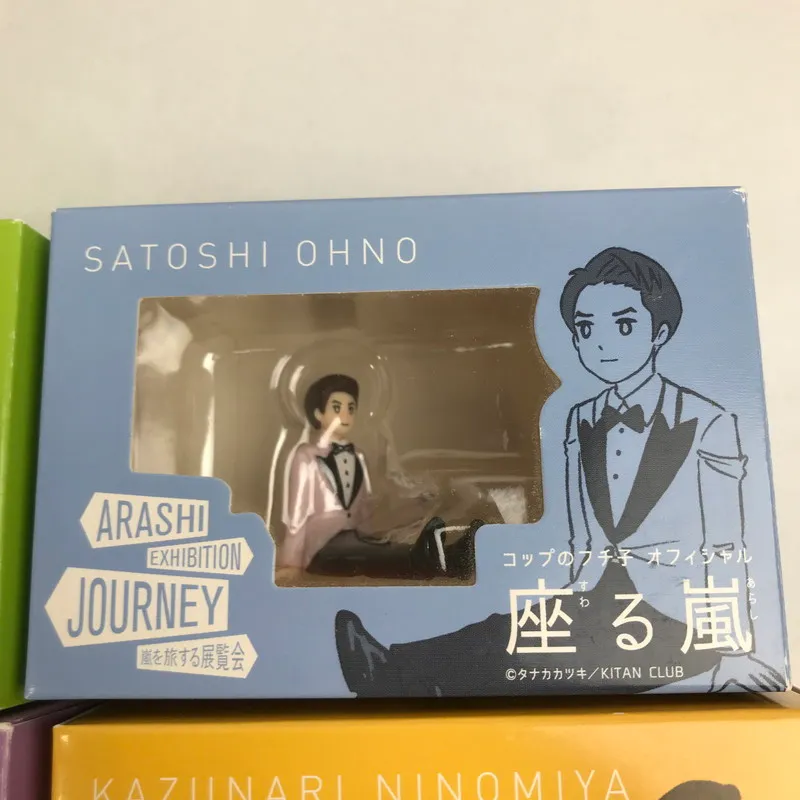 SATOSHI OHNO
ARASHI
EXHIBITION
JOURNEY
嵐を旅する展覧会
コップのフチ子 オフィシャル
座る嵐
すわ
あらし
©タナカカツキ/KITAN CLUB
KAZUNARI NINOMIYA